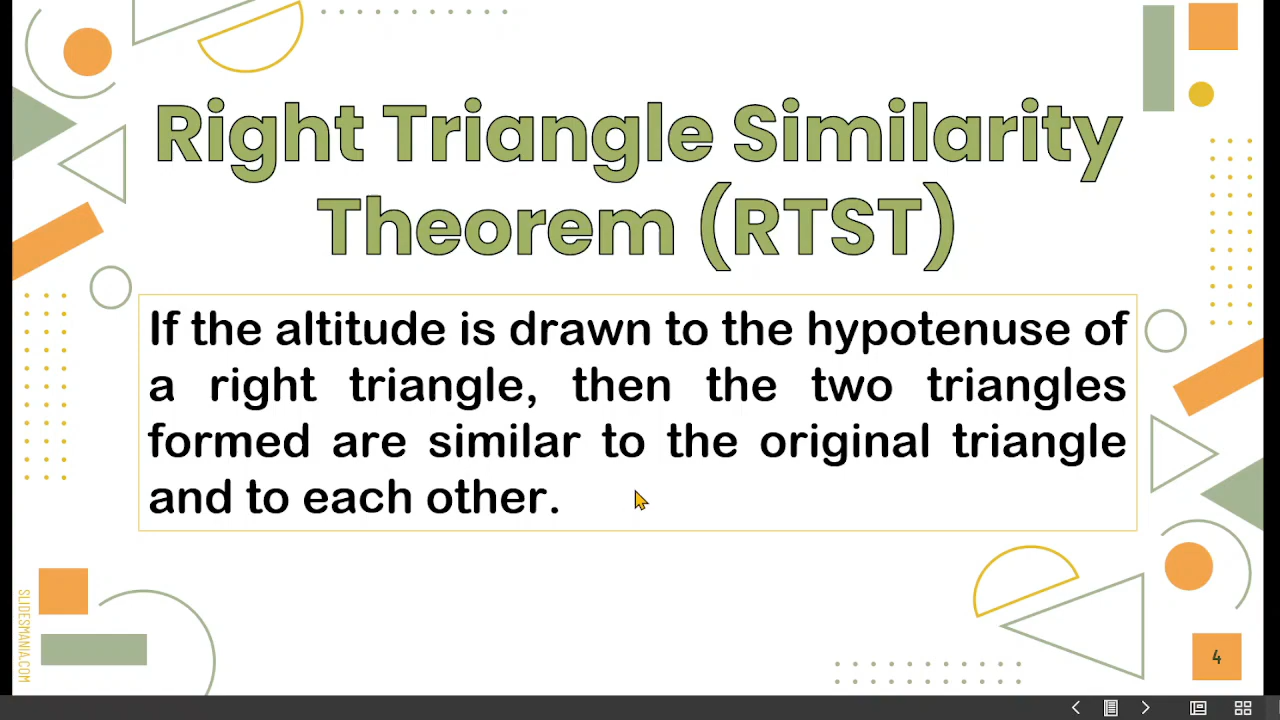 Right Triangle Similarity
Theorem (RTST)
If the altitude is drawn to the hypotenuse of
a right triangle, then the two triangles
formed are similar to the original triangle
and to each other.
SLIDESMANIA.COM
4